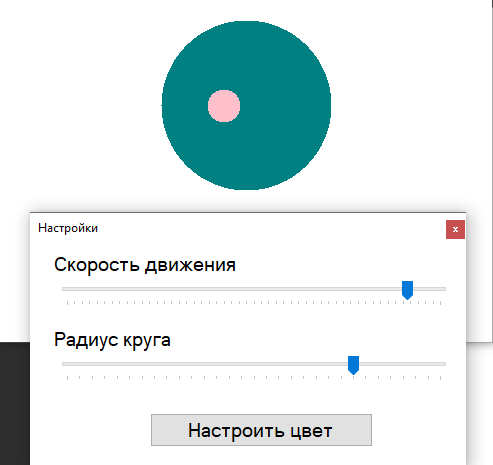 Настройки
Скорость движения
Радиус круга
Настроить цвет